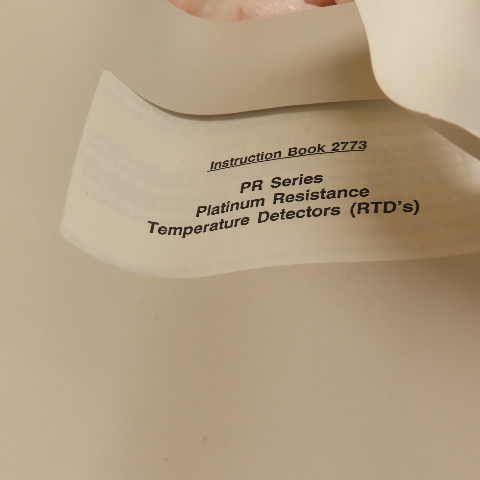 Instruction Book 2773
PR Series
Platinum Resistance
Temperature Detectors (RTD's)